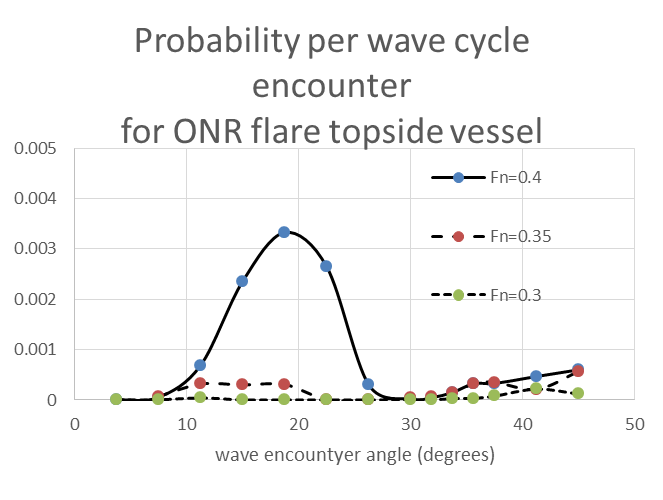 Probability per wave cycle
encounter
for ONR flare topside vessel
0.005
0.004
0.003
0.002
0.001
0
Fn=0.4
Fn=0.35
Fn=0.3
0 10 20 30 40 50
wave encountyer angle (degrees)